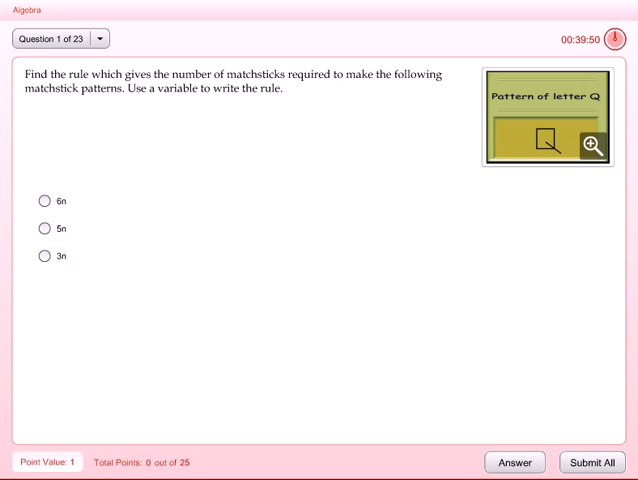 Algebra
Question 1 of 23
00:39:50
Find the rule which gives the number of matchsticks required to make the following
matchstick patterns. Use a variable to write the rule.
Pattern of letter Q
6n
5n
3n
Point Value: 1
Total Points: 0 out of 25
Answer
Submit All